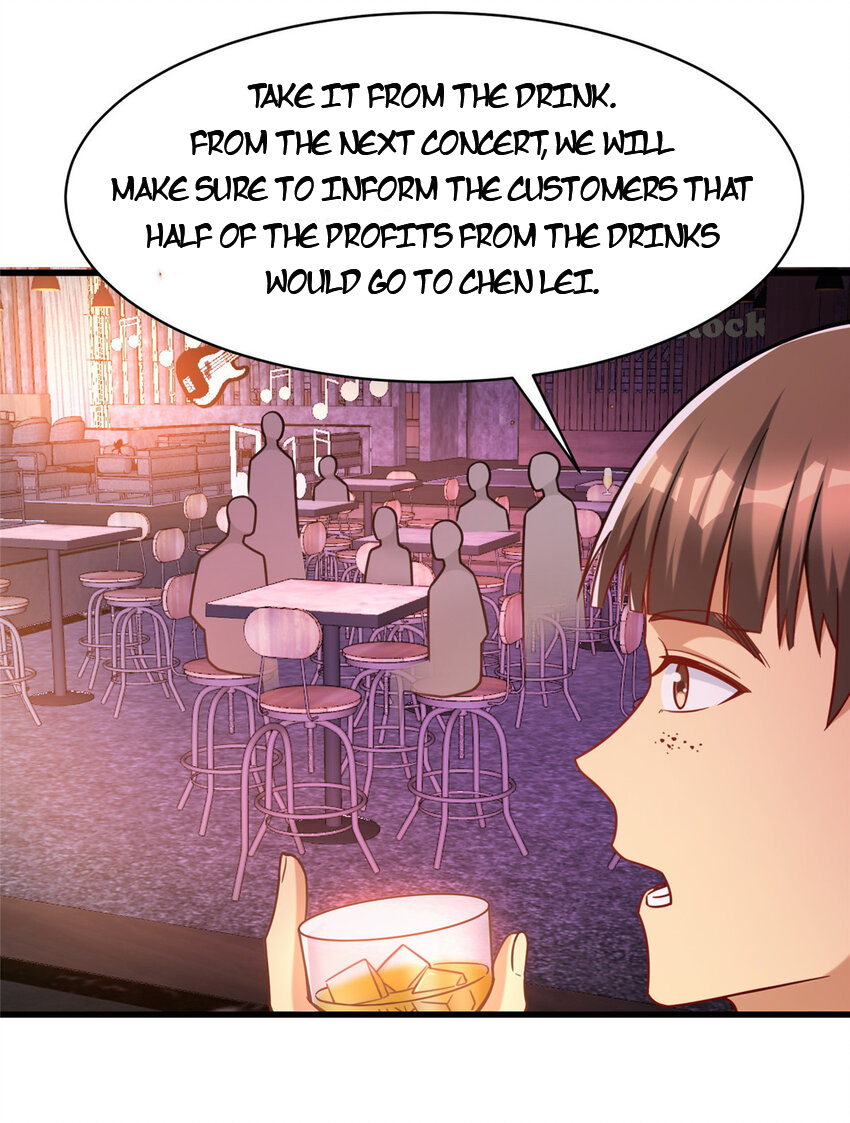 TAKE IT FROM THE DRINK.
FROM THE NEXT CONCERT, WE WILL
MAKE SURE TO INFORM THE CUSTOMERS THAT
HALF OF THE PROFITS FROM THE DRINKS
WOULD GO TO CHEN LEI.